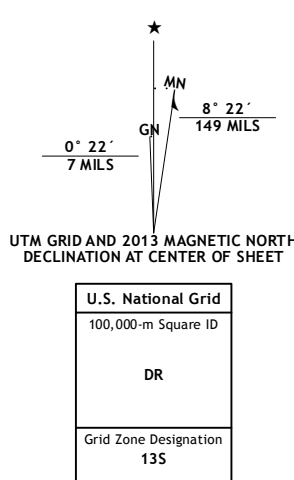 ★
MN
8° 22´
149 MILS
GN
0° 22´
7 MILS
UTM GRID AND 2013 MAGNETIC NORTH
DECLINATION AT CENTER OF SHEET
U.S. National Grid
100,000-m Square ID
DR
Grid Zone Designation
13S